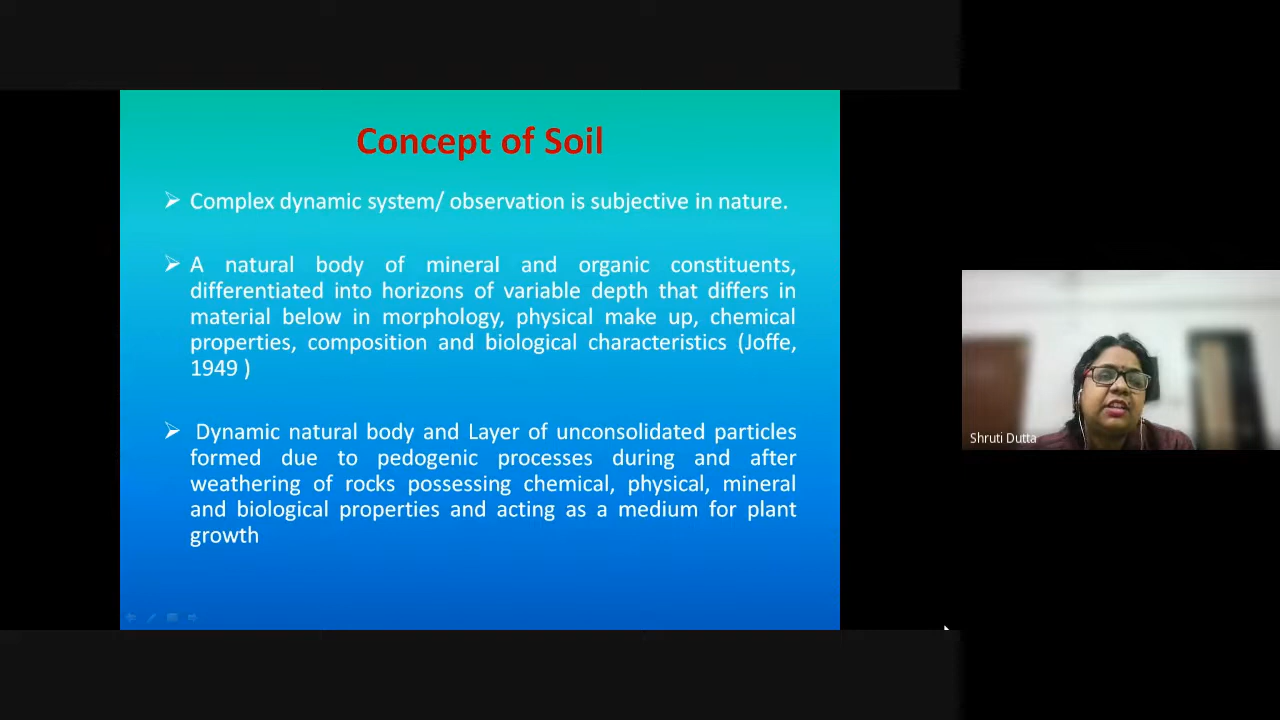 Concept of Soil
Complex dynamic system/ observation is subjective in nature.
A natural body of mineral and organic constituents,
differentiated into horizons of variable depth that differs in
material below in morphology, physical make up, chemical
properties, composition and biological characteristics (Joffe,
1949 )
Dynamic natural body and Layer of unconsolidated particles
formed due to pedogenic processes during and after
weathering of rocks possessing chemical, physical, mineral
and biological properties and acting as a medium for plant
growth
Shruti Dutta